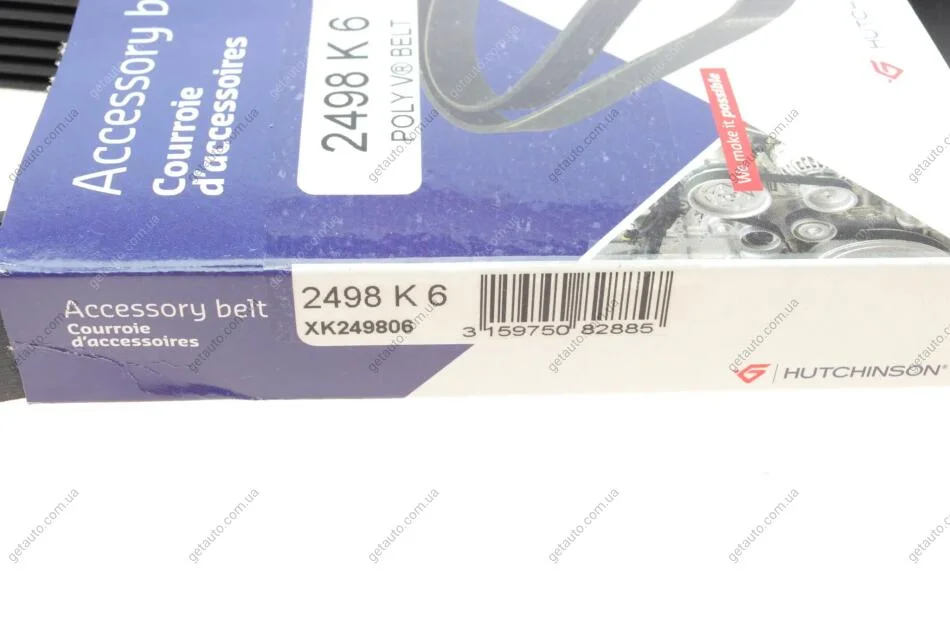 Accessory b
Courroie
d'accessoires
2498 K 6
POLY V® BELT
HUTC
We make it possible
Accessory belt
Courroie
d'accessoires
2498 K 6
XK249806
3 159750 82885
HUTCHINSON®
getauto.com.ua